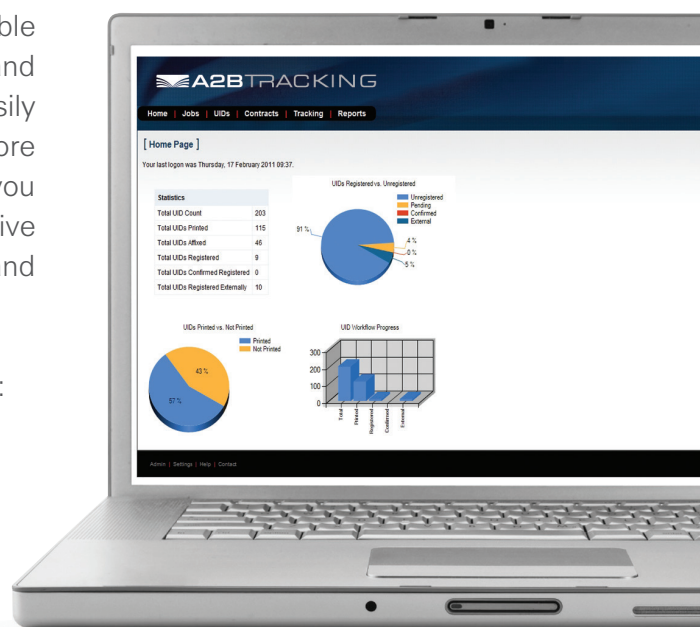 ble
and
sily
ore
you
ive
and
:
A2BTRACKING
Home | Jobs | UIDs | Contracts | Tracking | Reports
[ Home Page ]
Your last logon was Thursday, 17 February 2011 09:37.
Statistics
Total UID Count 203
Total UIDs Printed 115
Total UIDs Affixed 46
Total UIDs Registered 9
Total UIDs Confirmed Registered 0
Total UIDs Registered Externally 10
UIDs Registered vs. Unregistered
Unregistered
Pending
Confirmed
External
91 %
4 %
0 %
5 %
UIDs Printed vs. Not Printed
Printed
Not Printed
43 %
57 %
UID Workflow Progress
300
200
100
0
Total
Printed
Registered
Confirmed
External
Admin | Settings | Help | Contact